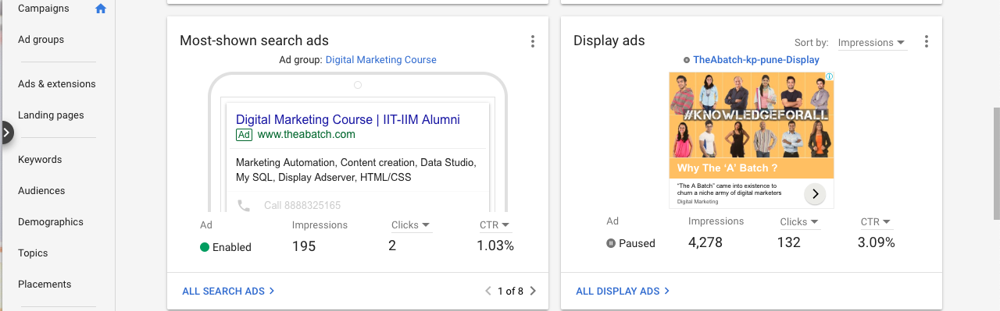 Campaigns
Ad groups
Ads & extensions
Landing pages
Keywords
Audiences
Demographics
Topics
Placements
Most-shown search ads
Ad group: Digital Marketing Course
Digital Marketing Course | IIT-IIM Alumni
Ad www.theabatch.com
Marketing Automation, Content creation, Data Studio,
My SQL, Display Adserver, HTML/CSS
Call 8888325165
Ad Impressions Clicks CTR
Enabled 195 2 1.03%
ALL SEARCH ADS 1 of 8
Display ads
Sort by: Impressions
TheAbatch-kp-pune-Display
#KNOWLEDGEFORALL
Why The ‘A’ Batch ?
"The A Batch" came into existence to
churn a niche army of digital marketers
Digital Marketing
Ad Impressions Clicks CTR
Paused 4,278 132 3.09%
ALL DISPLAY ADS